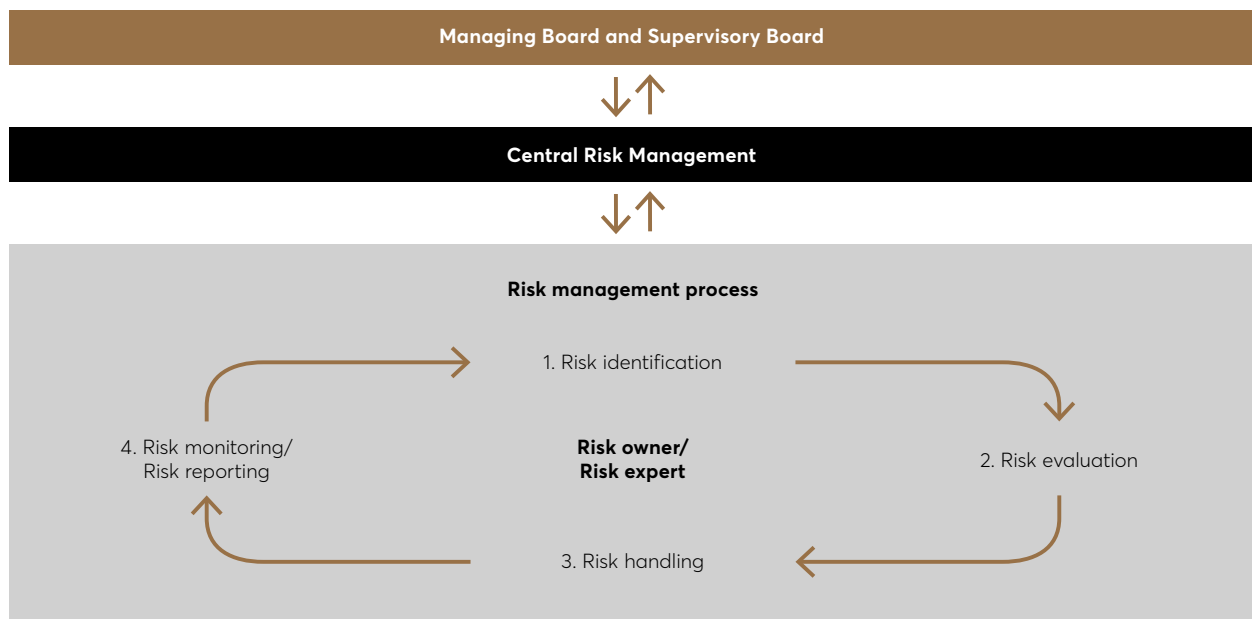 Managing Board and Supervisory Board
Central Risk Management
Risk management process
1. Risk identification
4. Risk monitoring/
Risk reporting
Risk owner/
Risk expert
2. Risk evaluation
3. Risk handling